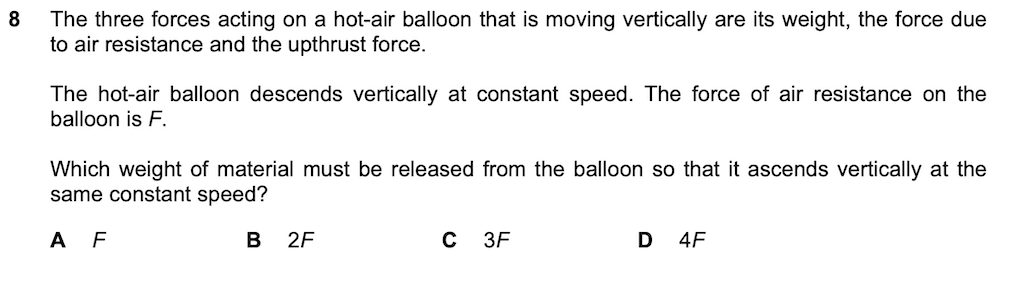 8 The three forces acting on a hot-air balloon that is moving vertically are its weight, the force due
to air resistance and the upthrust force.
The hot-air balloon descends vertically at constant speed. The force of air resistance on the
balloon is F.
Which weight of material must be released from the balloon so that it ascends vertically at the
same constant speed?
A F B 2F C 3F D 4F